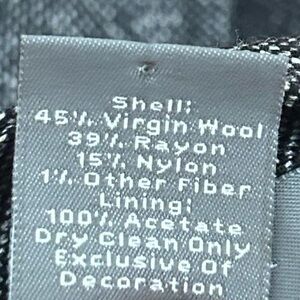 Shell:
45% Virgin Wool
39% Rayon
15% Nylon
1% Other Fiber
Lining:
100% Acetate
Dry Clean Only
Exclusive Of
Decoration